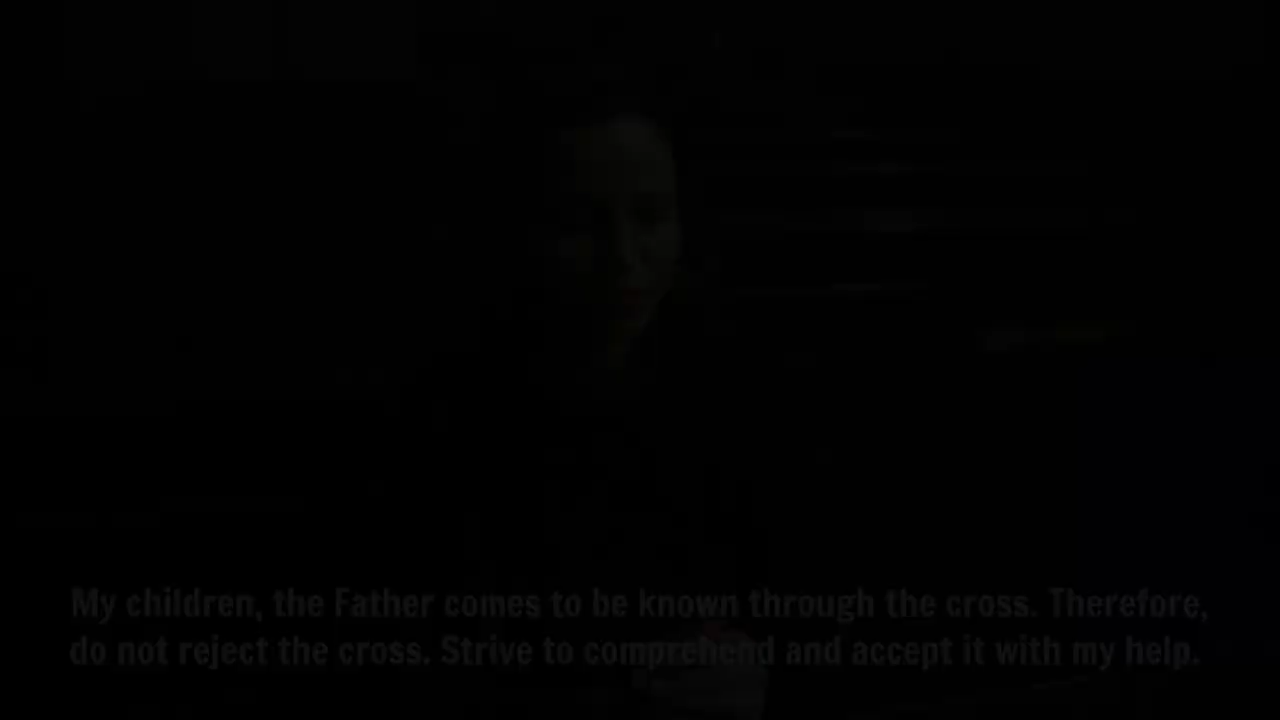 My children, the Father comes to be known through the cross. Therefore,
do not reject the cross. Strive to comprehend and accept it with my help.